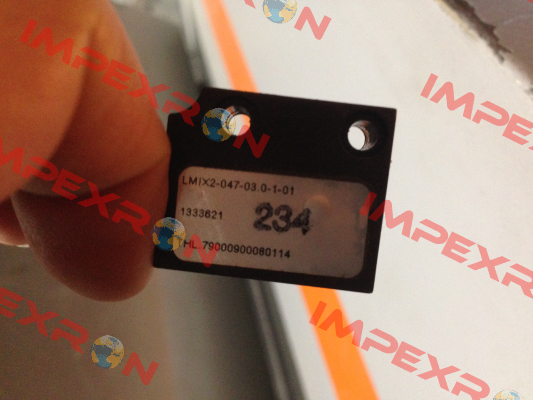 IMPEXRON
IMPEXRON
LMIX2-047-03.0-1-01
1333621
234
HL.79000900080114
IMPEXRON
IMPEXRON
IMPEXRON